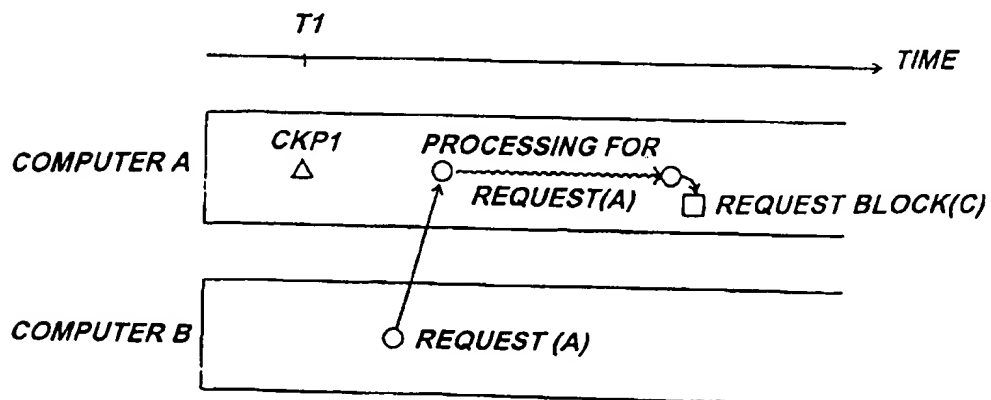 T1
TIME
COMPUTER A
CKP1
PROCESSING FOR
REQUEST(A)
REQUEST BLOCK(C)
COMPUTER B
REQUEST (A)